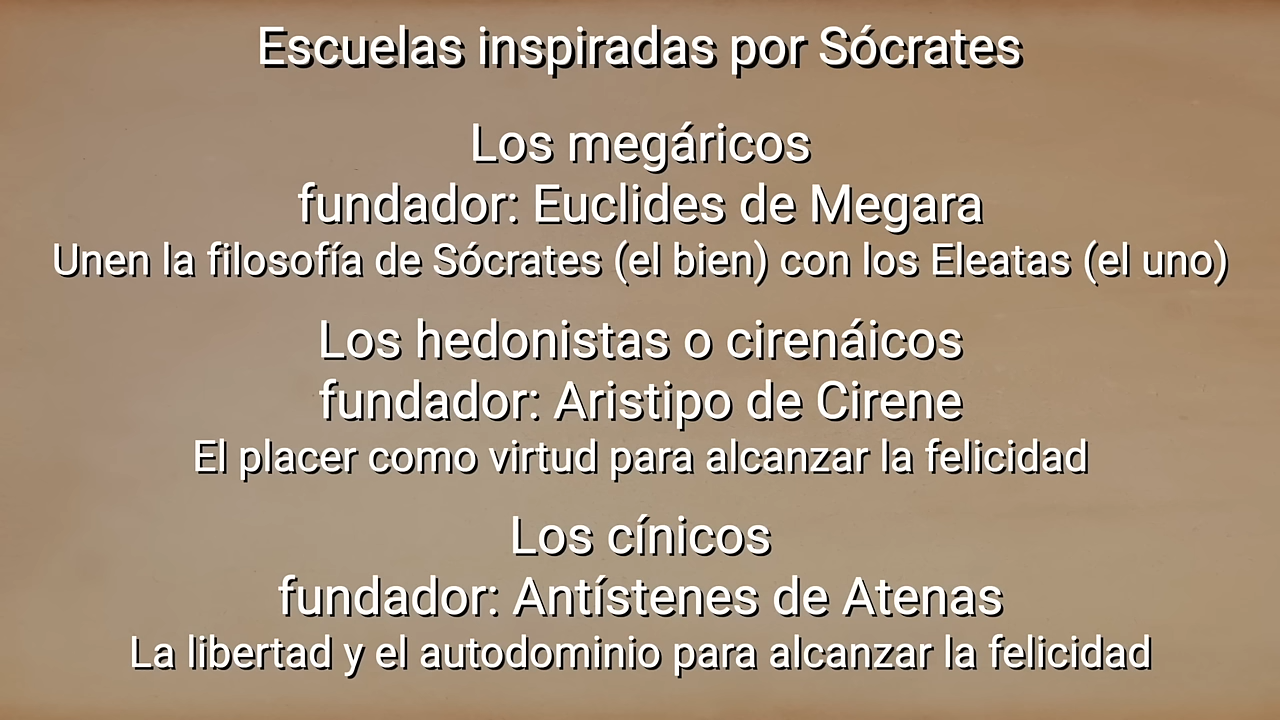 Escuelas inspiradas por Sócrates
Los megáricos
fundador: Euclides de Megara
Unen la filosofía de Sócrates (el bien) con los Eleatas (el uno)
Los hedonistas o cirenáicos
fundador: Aristipo de Cirene
El placer como virtud para alcanzar la felicidad
Los cínicos
fundador: Antístenes de Atenas
La libertad y el autodominio para alcanzar la felicidad